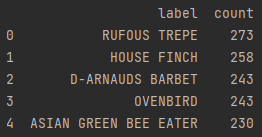 label count
0 RUFOUS TREPE 273
1 HOUSE FINCH 258
2 D-ARNAUDS BARBET 243
3 OVENBIRD 243
4 ASIAN GREEN BEE EATER 230